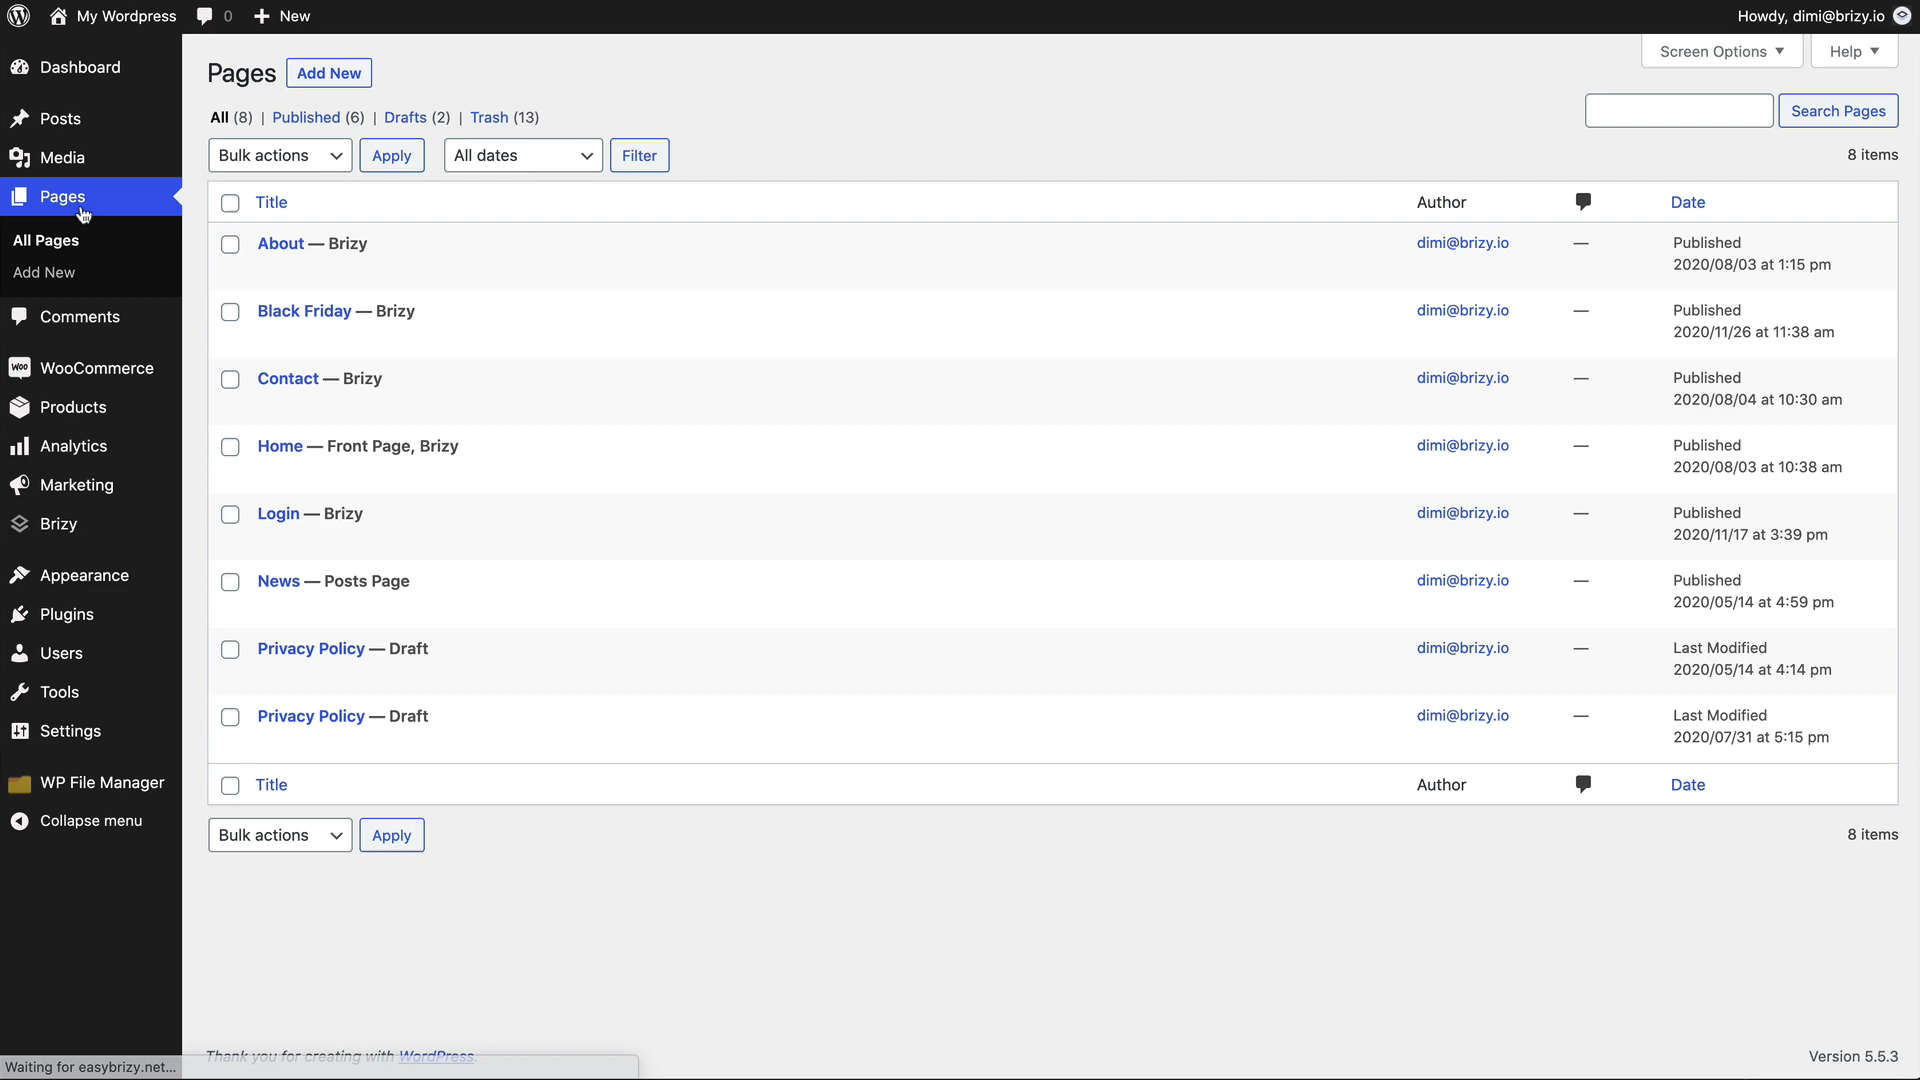 My Wordpress 0 New Howdy, dimi@brizy.io
Dashboard
Posts
Media
Pages
All Pages
Add New
Comments
WOO WooCommerce
Products
Analytics
Marketing
Brizy
Appearance
Plugins
Users
Tools
Settings
WP File Manager
Collapse menu
Screen Options Help
Pages Add New
All (8) | Published (6) | Drafts (2) | Trash (13)
Search Pages
Bulk actions Apply All dates Filter 8 items
Title Author Date
About — Brizy dimi@brizy.io — Published
2020/08/03 at 1:15 pm
Black Friday — Brizy dimi@brizy.io — Published
2020/11/26 at 11:38 am
Contact — Brizy dimi@brizy.io — Published
2020/08/04 at 10:30 am
Home — Front Page, Brizy dimi@brizy.io — Published
2020/08/03 at 10:38 am
Login — Brizy dimi@brizy.io — Published
2020/11/17 at 3:39 pm
News — Posts Page dimi@brizy.io — Published
2020/05/14 at 4:59 pm
Privacy Policy — Draft dimi@brizy.io — Last Modified
2020/05/14 at 4:14 pm
Privacy Policy — Draft dimi@brizy.io — Last Modified
2020/07/31 at 5:15 pm
Title Author Date
Bulk actions Apply 8 items
Thank you for creating with WordPress. Version 5.5.3
Waiting for easybrizy.net...